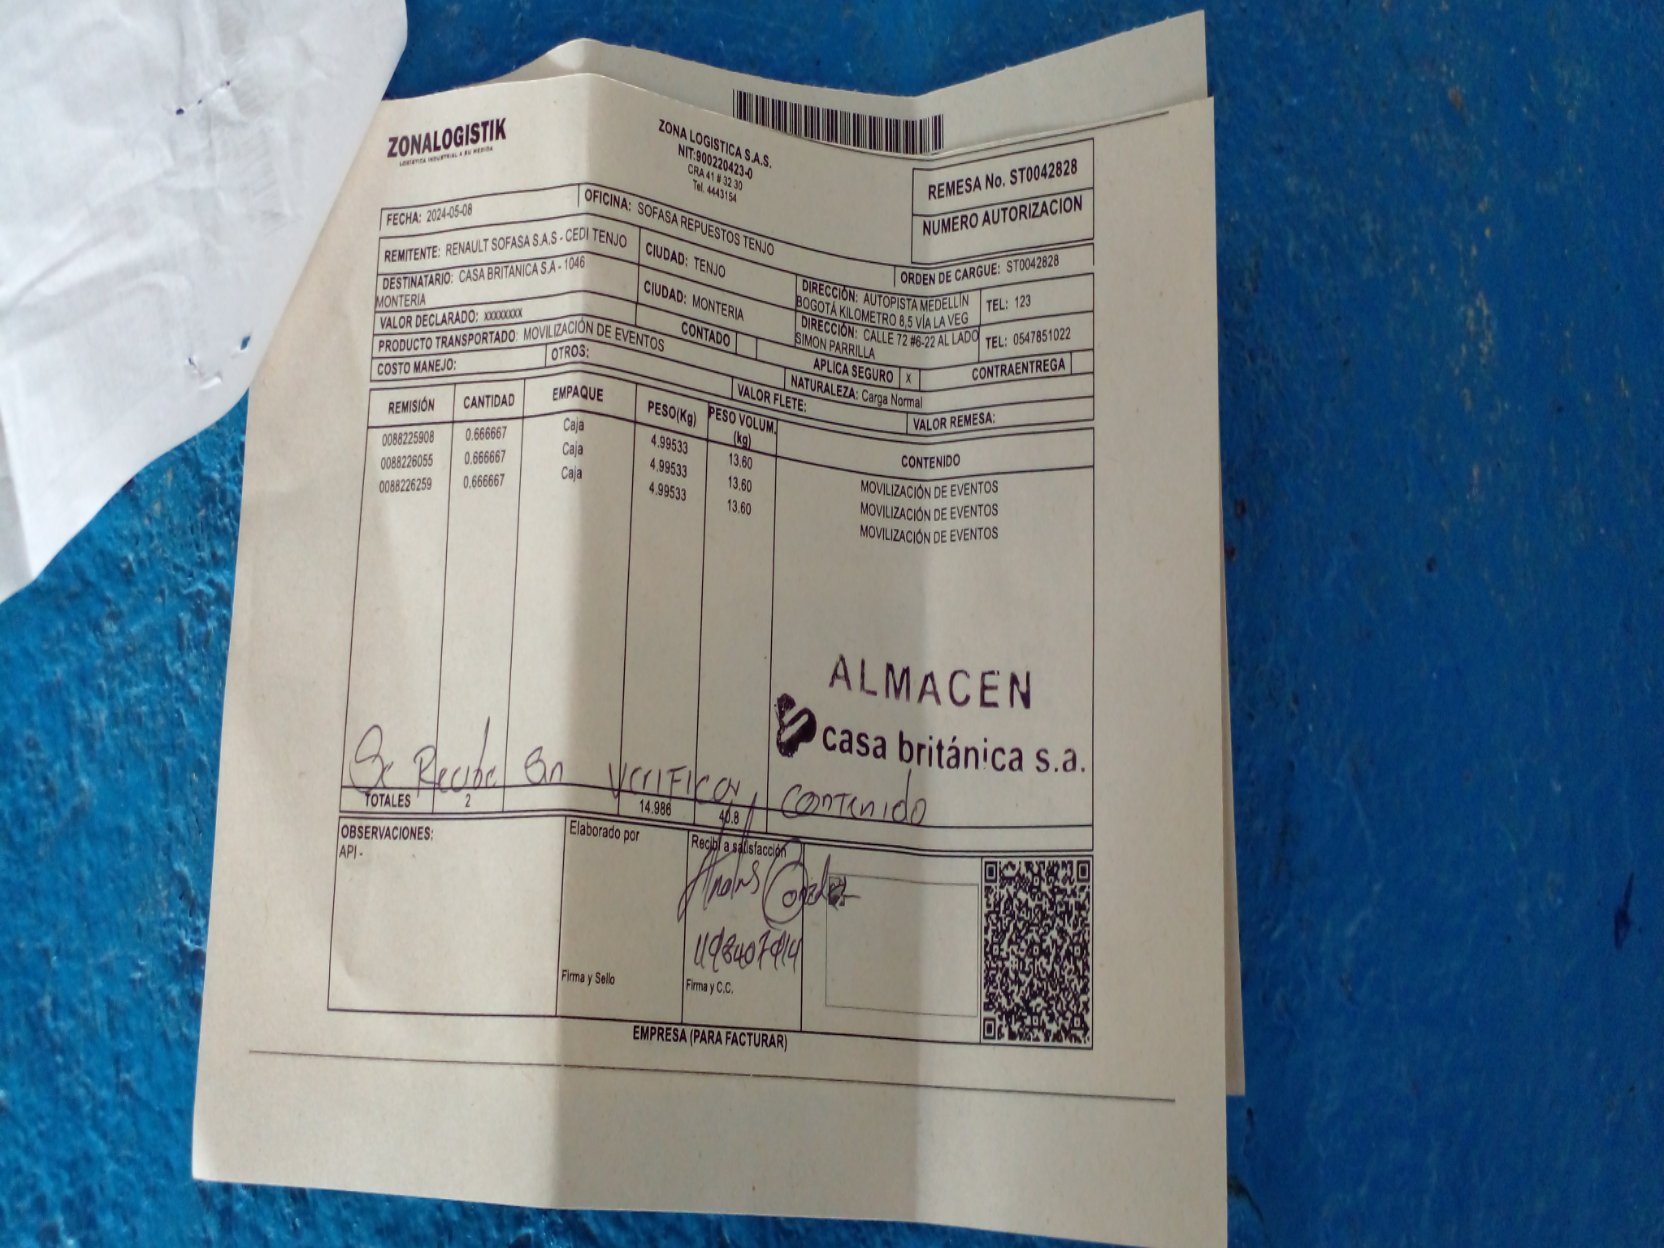 ZONALOGISTIK
LOGISTICA INDUSTRIAL A SU MEDIDA
ZONA LOGISTICA S.A.S.
NIT:900220423-0
CRA 41 # 32 30
Tel. 4443154
REMESA No. ST0042828
NUMERO AUTORIZACION
FECHA: 2024-05-08
OFICINA: SOFASA REPUESTOS TENJO
ORDEN DE CARGUE: ST0042828
REMITENTE: RENAULT SOFASA S.A.S - CEDI TENJO
CIUDAD: TENJO
DIRECCIÓN: AUTOPISTA MEDELLÍN
BOGOTÁ KILOMETRO 8,5 VÍA LA VEG
TEL: 123
DESTINATARIO: CASA BRITANICA S.A - 1046
MONTERIA
CIUDAD: MONTERIA
DIRECCIÓN: CALLE 72 #6-22 AL LADO
SIMON PARRILLA
TEL: 0547851022
VALOR DECLARADO: xxxxxxxx
CONTADO
APLICA SEGURO X
CONTRAENTREGA
PRODUCTO TRANSPORTADO: MOVILIZACIÓN DE EVENTOS
NATURALEZA: Carga Normal
COSTO MANEJO:
OTROS:
VALOR FLETE:
VALOR REMESA:
REMISIÓN CANTIDAD EMPAQUE PESO(Kg) PESO VOLUM. (kg) CONTENIDO
0088225908 0.666667 Caja 4.99533 13.60 MOVILIZACIÓN DE EVENTOS
0088226055 0.666667 Caja 4.99533 13.60 MOVILIZACIÓN DE EVENTOS
0088226259 0.666667 Caja 4.99533 13.60 MOVILIZACIÓN DE EVENTOS
ALMACEN
casa británica s.a.
Se Recibe Sin Verificar contenido
TOTALES 2 14.986 40.8
OBSERVACIONES:
API -
Elaborado por
Recibí a satisfacción
Firma y Sello
Firma y C.C.
EMPRESA (PARA FACTURAR)